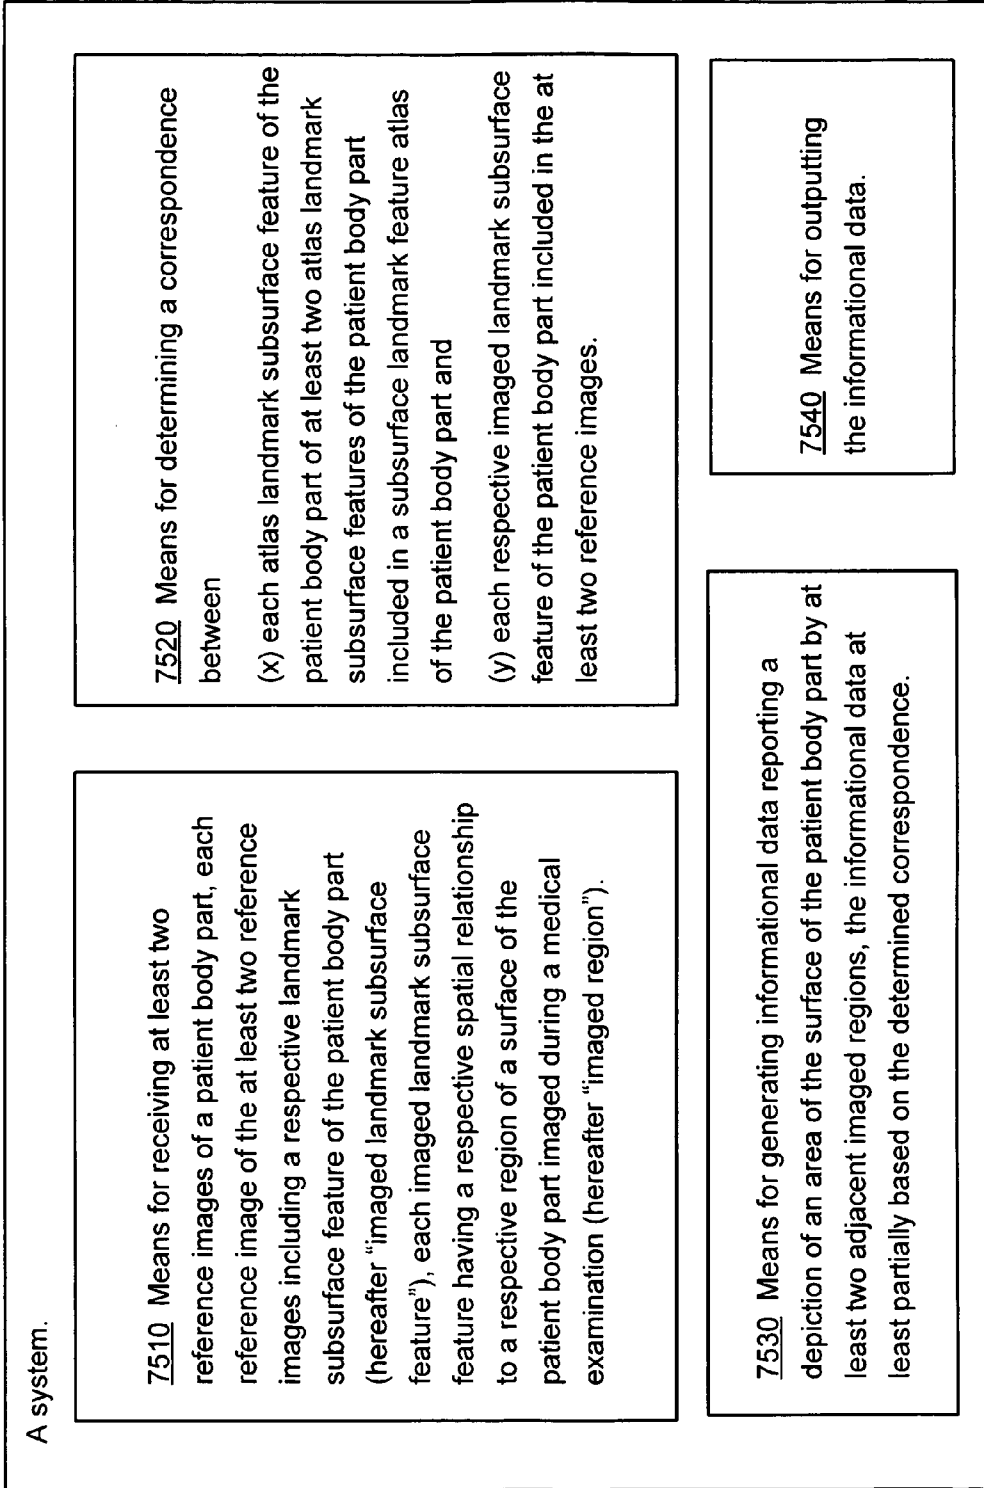 A system.
7510 Means for receiving at least two
reference images of a patient body part, each
reference image of the at least two reference
images including a respective landmark
subsurface feature of the patient body part
(hereafter "imaged landmark subsurface
feature"), each imaged landmark subsurface
feature having a respective spatial relationship
to a respective region of a surface of the
patient body part imaged during a medical
examination (hereafter "imaged region").
7520 Means for determining a correspondence
between
(x) each atlas landmark subsurface feature of the
patient body part of at least two atlas landmark
subsurface features of the patient body part
included in a subsurface landmark feature atlas
of the patient body part and
(y) each respective imaged landmark subsurface
feature of the patient body part included in the at
least two reference images.
7530 Means for generating informational data reporting a
depiction of an area of the surface of the patient body part by at
least two adjacent imaged regions, the informational data at
least partially based on the determined correspondence.
7540 Means for outputting
the informational data.